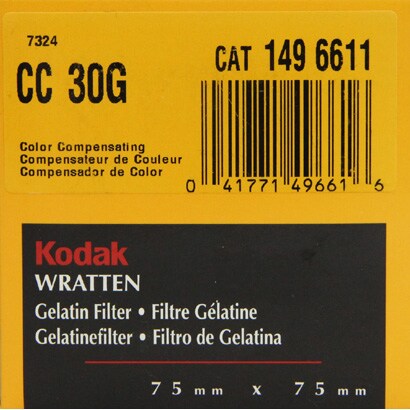 7324
CC 30G
CAT 149 6611
Color Compensating
Compensateur de Couleur
Compensador de Color
0 41771 49661 6
Kodak
WRATTEN
Gelatin Filter • Filtre Gélatine
Gelatinefilter • Filtro de Gelatina
75 mm x 75 mm